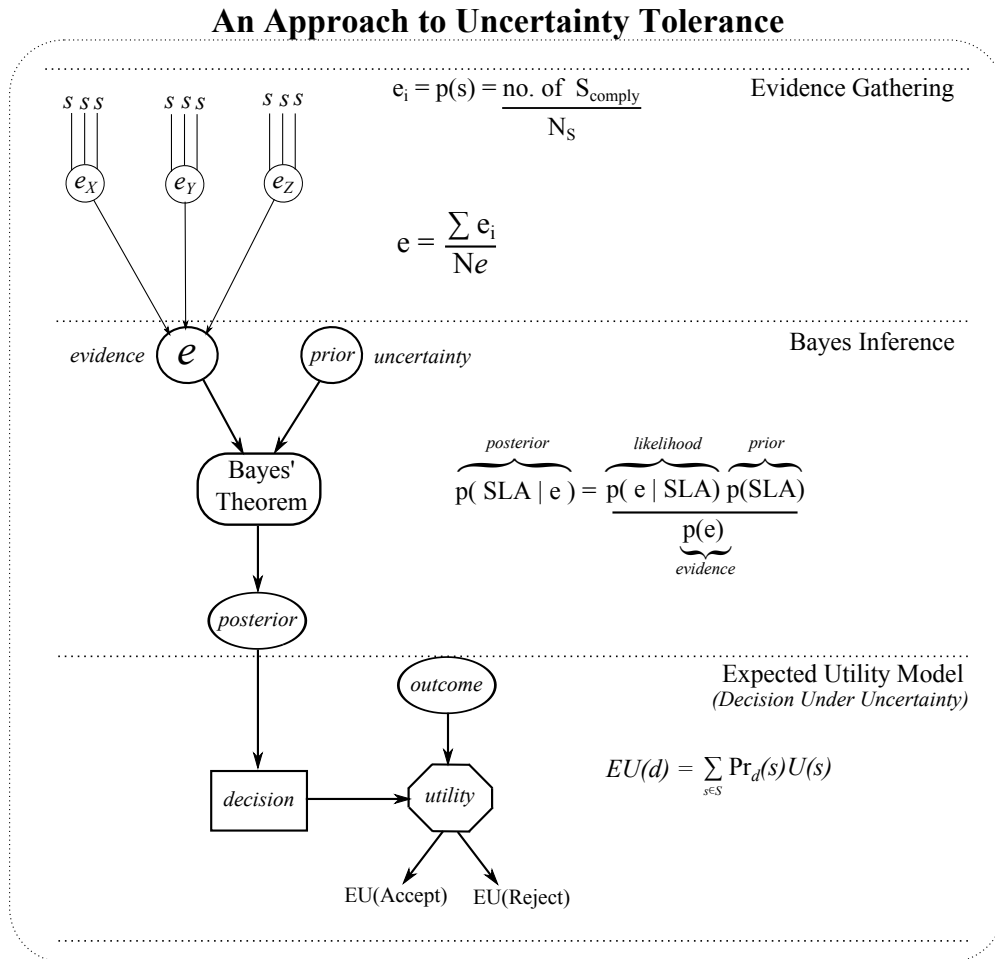 An Approach to Uncertainty Tolerance
Evidence Gathering
s s s   s s s   s s s
e_X   e_Y   e_Z
e_i = p(s) = no. of S_comply / N_S
e = ∑ e_i / Ne
Bayes Inference
evidence   e   prior   uncertainty
Bayes'
Theorem
posterior   likelihood   prior
p( SLA | e ) = p( e | SLA) p(SLA)
p(e)
evidence
posterior
Expected Utility Model
(Decision Under Uncertainty)
outcome
EU(d) = ∑ Pr_d(s)U(s)
s∈S
decision   utility
EU(Accept)   EU(Reject)